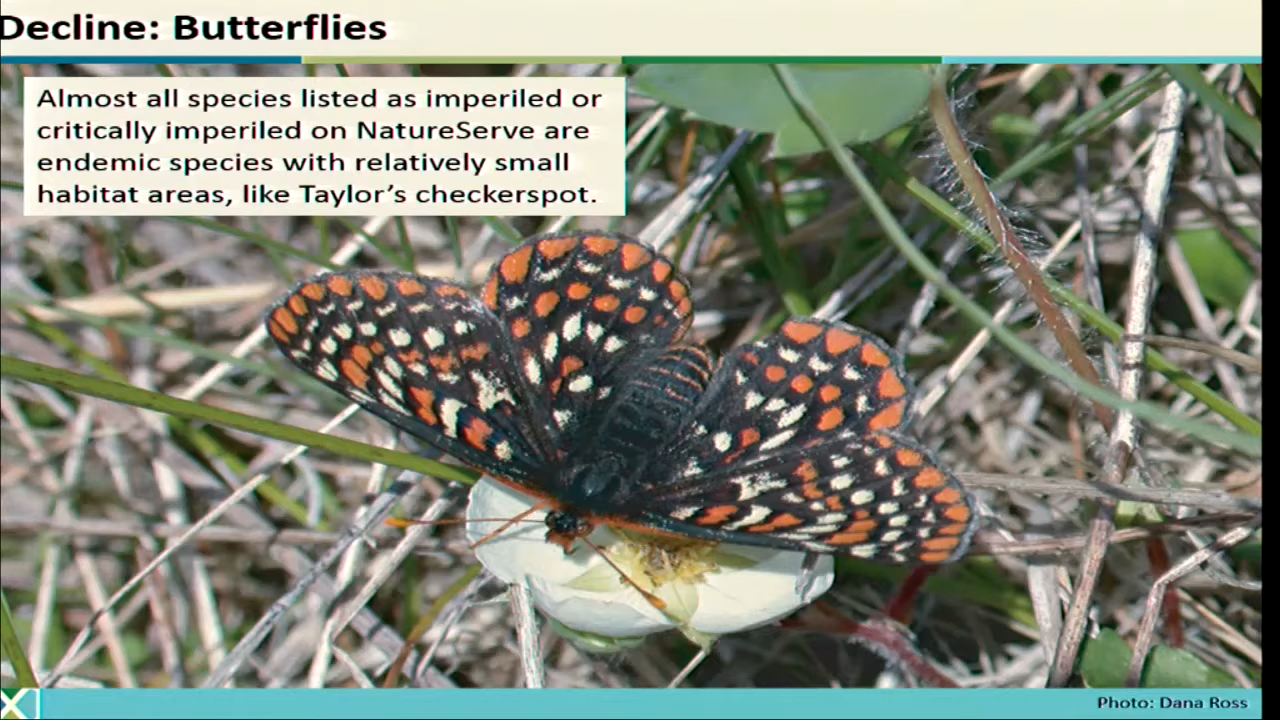 Decline: Butterflies
Almost all species listed as imperiled or
critically imperiled on NatureServe are
endemic species with relatively small
habitat areas, like Taylor's checkerspot.
Photo: Dana Ross